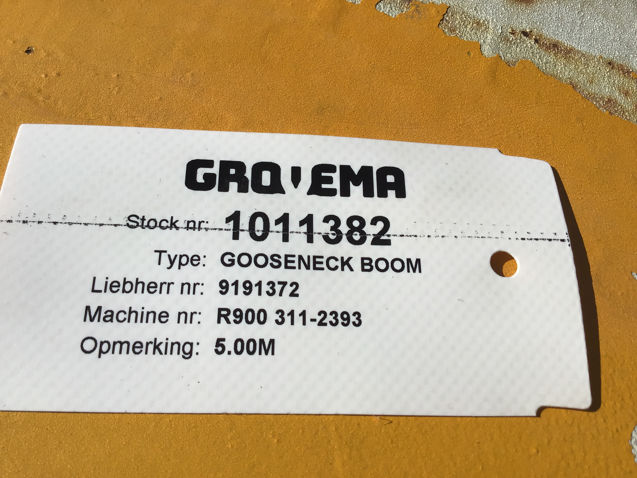 GROVEMA
Stock nr: 1011382
Type: GOOSENECK BOOM
Liebherr nr: 9191372
Machine nr: R900 311-2393
Opmerking: 5.00M